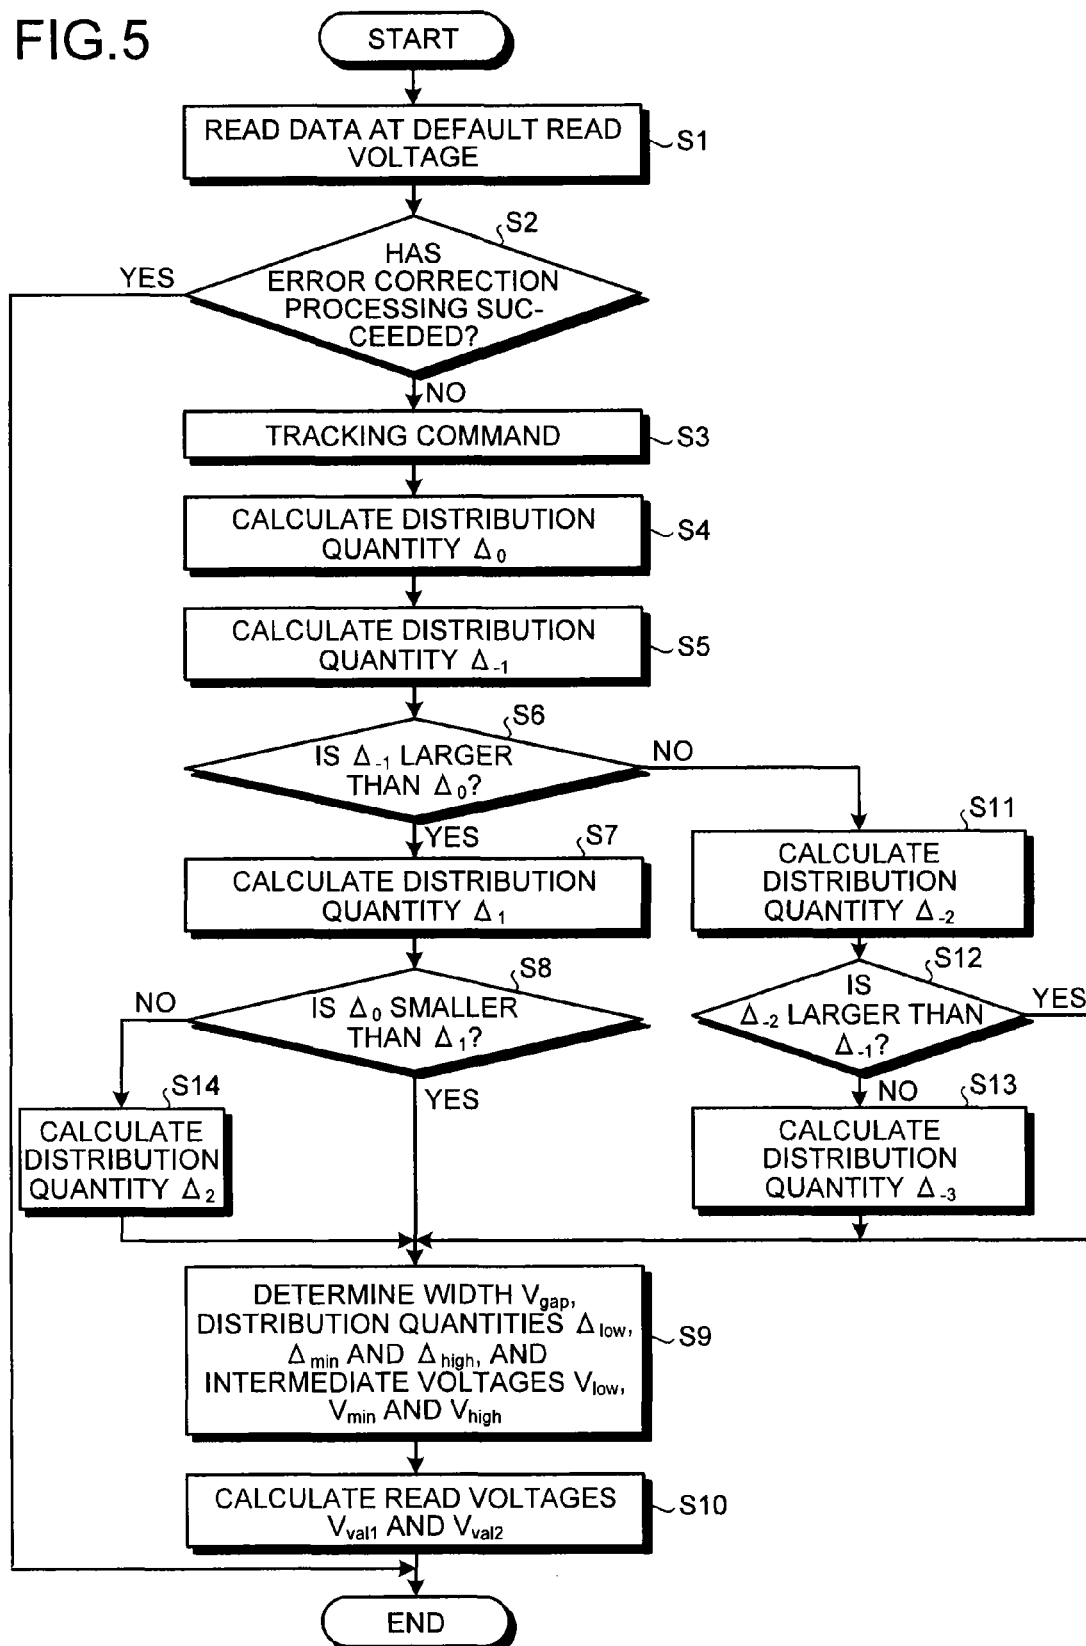 FIG.5
START
READ DATA AT DEFAULT READ
VOLTAGE
S1
S2
HAS
ERROR CORRECTION
PROCESSING SUC-
CEEDED?
YES
NO
TRACKING COMMAND
S3
CALCULATE DISTRIBUTION
QUANTITY Δ₀
S4
CALCULATE DISTRIBUTION
QUANTITY Δ₋₁
S5
S6
IS Δ₋₁ LARGER
THAN Δ₀?
NO
YES
S7
CALCULATE DISTRIBUTION
QUANTITY Δ₁
S11
CALCULATE
DISTRIBUTION
QUANTITY Δ₋₂
S8
IS Δ₀ SMALLER
THAN Δ₁?
NO
YES
S12
IS
Δ₋₂ LARGER THAN
Δ₋₁?
YES
NO
S14
CALCULATE
DISTRIBUTION
QUANTITY Δ₂
S13
CALCULATE
DISTRIBUTION
QUANTITY Δ₋₃
DETERMINE WIDTH Vgap,
DISTRIBUTION QUANTITIES Δlow,
Δmin AND Δhigh, AND
INTERMEDIATE VOLTAGES Vlow,
Vmin AND Vhigh
S9
CALCULATE READ VOLTAGES
Vval1 AND Vval2
S10
END